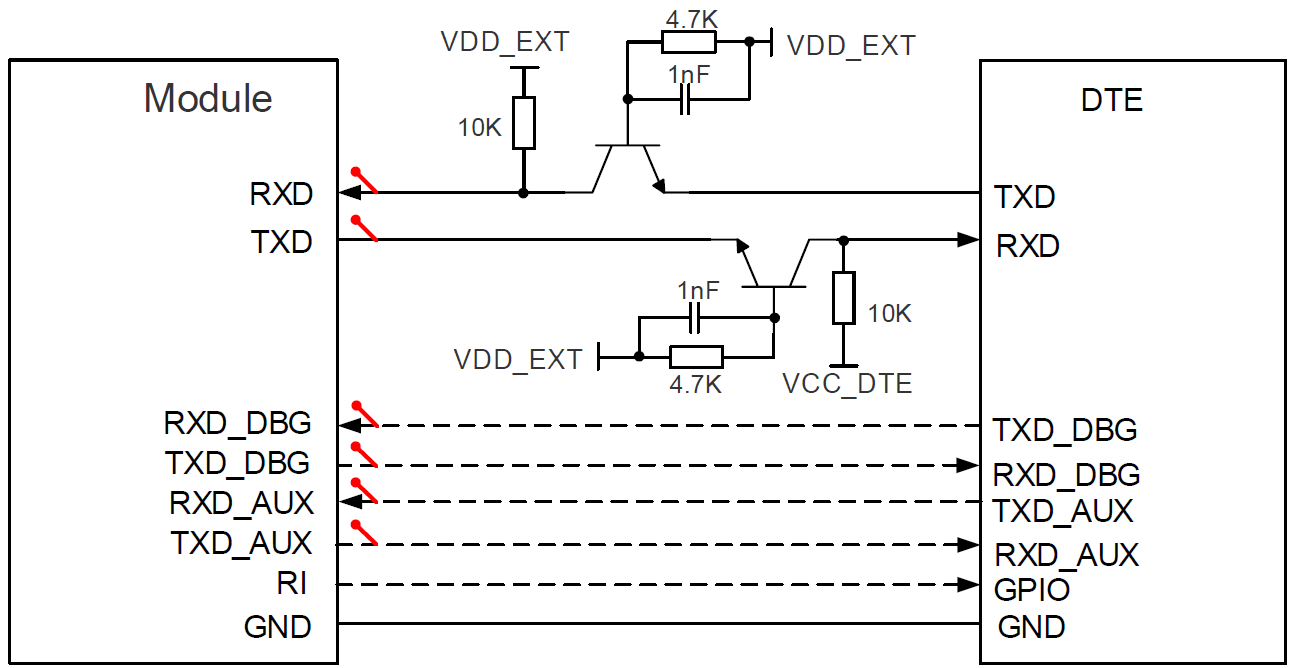 4.7K
VDD_EXT
VDD_EXT
Module
1nF
DTE
10K
RXD
TXD
TXD
RXD
1nF
10K
VDD_EXT
4.7K
VCC_DTE
RXD_DBG
TXD_DBG
TXD_DBG
RXD_DBG
RXD_AUX
TXD_AUX
TXD_AUX
RXD_AUX
RI
GPIO
GND
GND